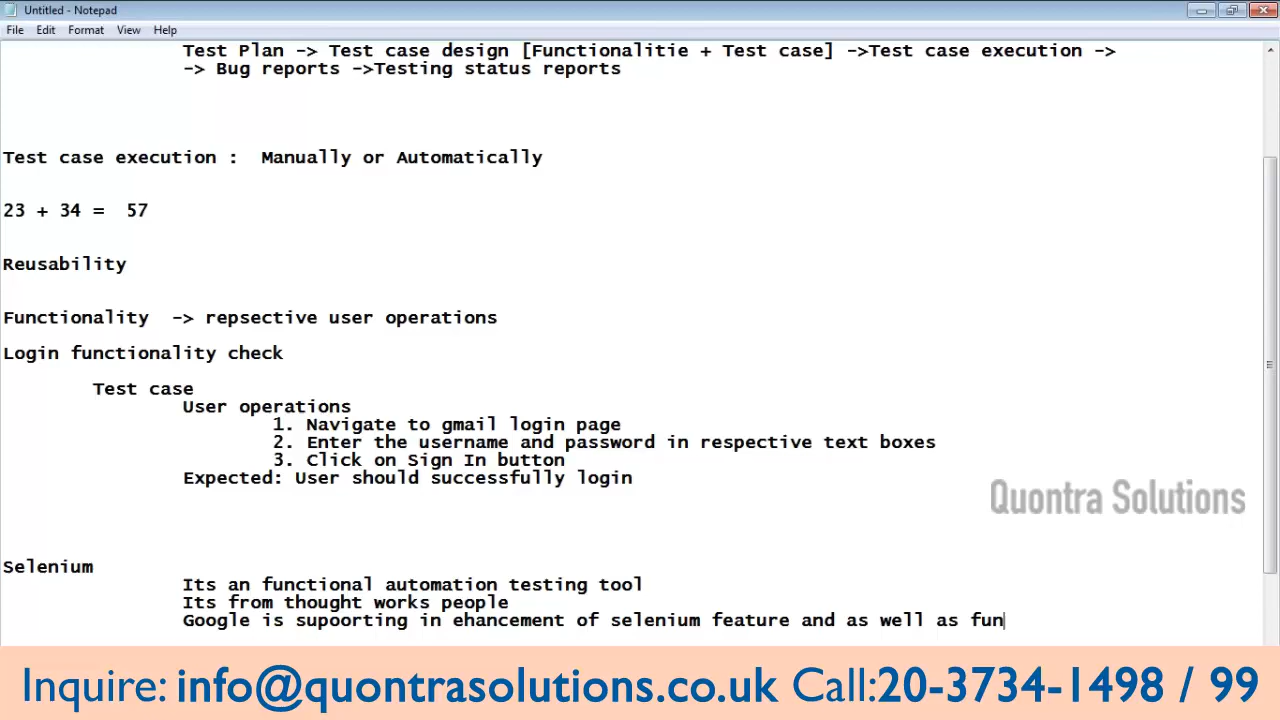 Untitled - Notepad
File Edit Format View Help
Test Plan -> Test case design [Functionalitie + Test case] ->Test case execution ->
-> Bug reports ->Testing status reports
Test case execution : Manually or Automatically
23 + 34 = 57
Reusability
Functionality -> repsective user operations
Login functionality check
Test case
User operations
1. Navigate to gmail login page
2. Enter the username and password in respective text boxes
3. Click on Sign In button
Expected: User should successfully login
Quontra Solutions
Selenium
Its an functional automation testing tool
Its from thought works people
Google is supoorting in ehancement of selenium feature and as well as fun
Inquire: info@quontrasolutions.co.uk Call:20-3734-1498 / 99